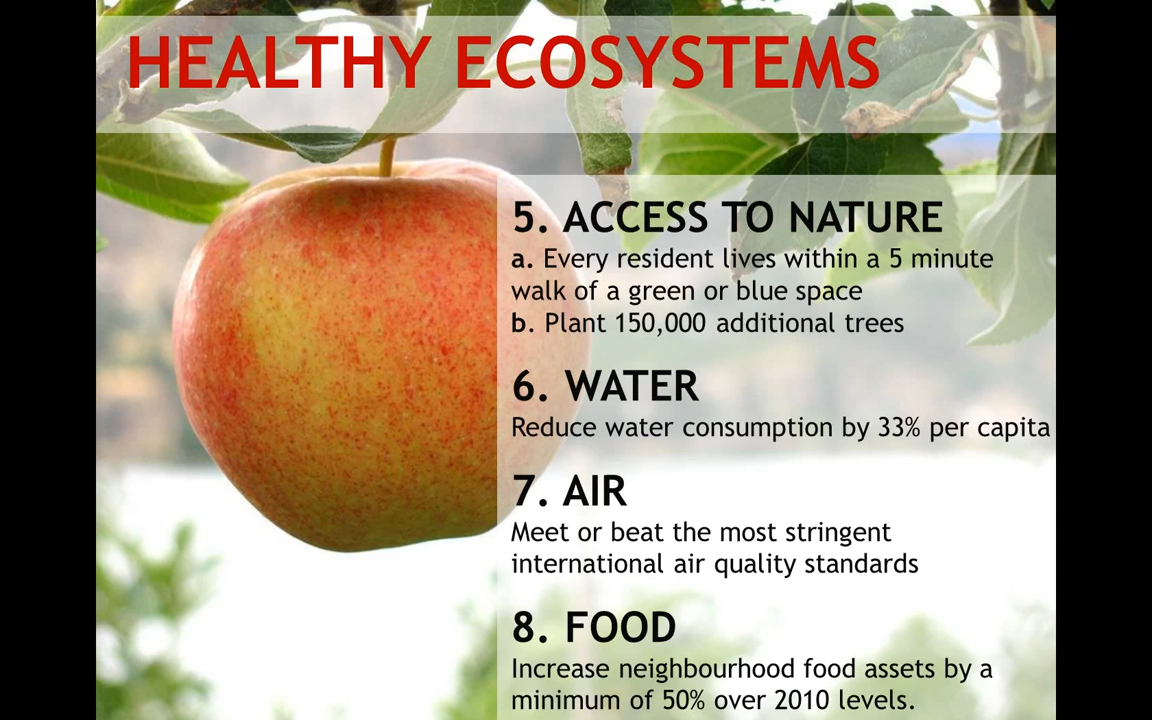 HEALTHY ECOSYSTEMS
5. ACCESS TO NATURE
a. Every resident lives within a 5 minute
walk of a green or blue space
b. Plant 150,000 additional trees
6. WATER
Reduce water consumption by 33% per capita
7. AIR
Meet or beat the most stringent
international air quality standards
8. FOOD
Increase neighbourhood food assets by a
minimum of 50% over 2010 levels.